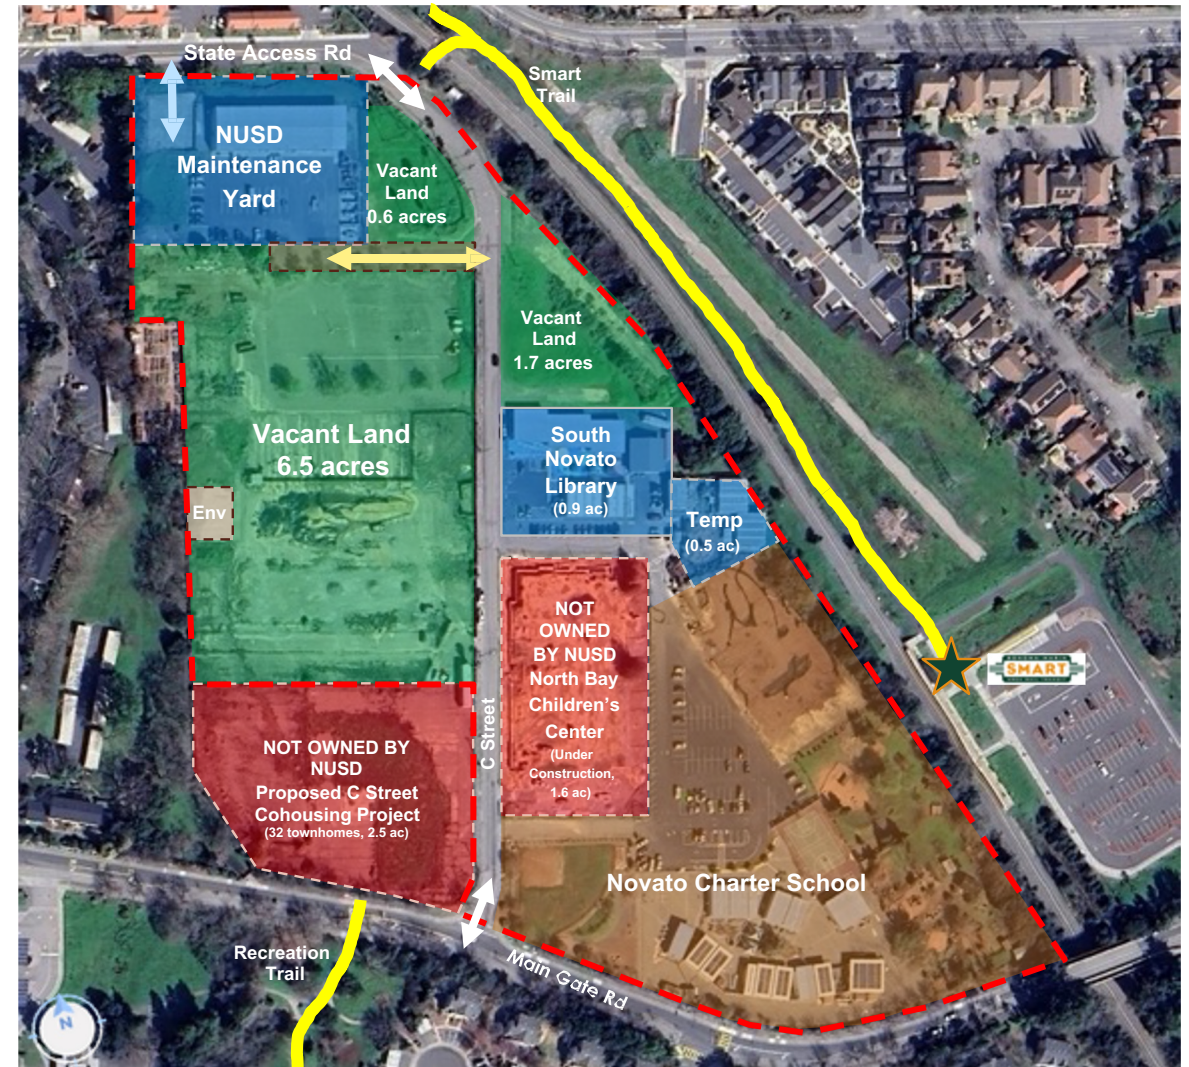 State Access Rd
Smart
Trail
NUSD
Maintenance
Yard
Vacant
Land
0.6 acres
Vacant
Land
1.7 acres
Vacant Land
6.5 acres
South
Novato
Library
(0.9 ac)
Env
Temp
(0.5 ac)
NOT
OWNED
BY NUSD
North Bay
Children's
Center
(Under
Construction,
1.6 ac)
SMART
C Street
NOT OWNED BY
NUSD
Proposed C Street
Cohousing Project
(32 townhomes, 2.5 ac)
Novato Charter School
Recreation
Trail
Main Gate Rd
N